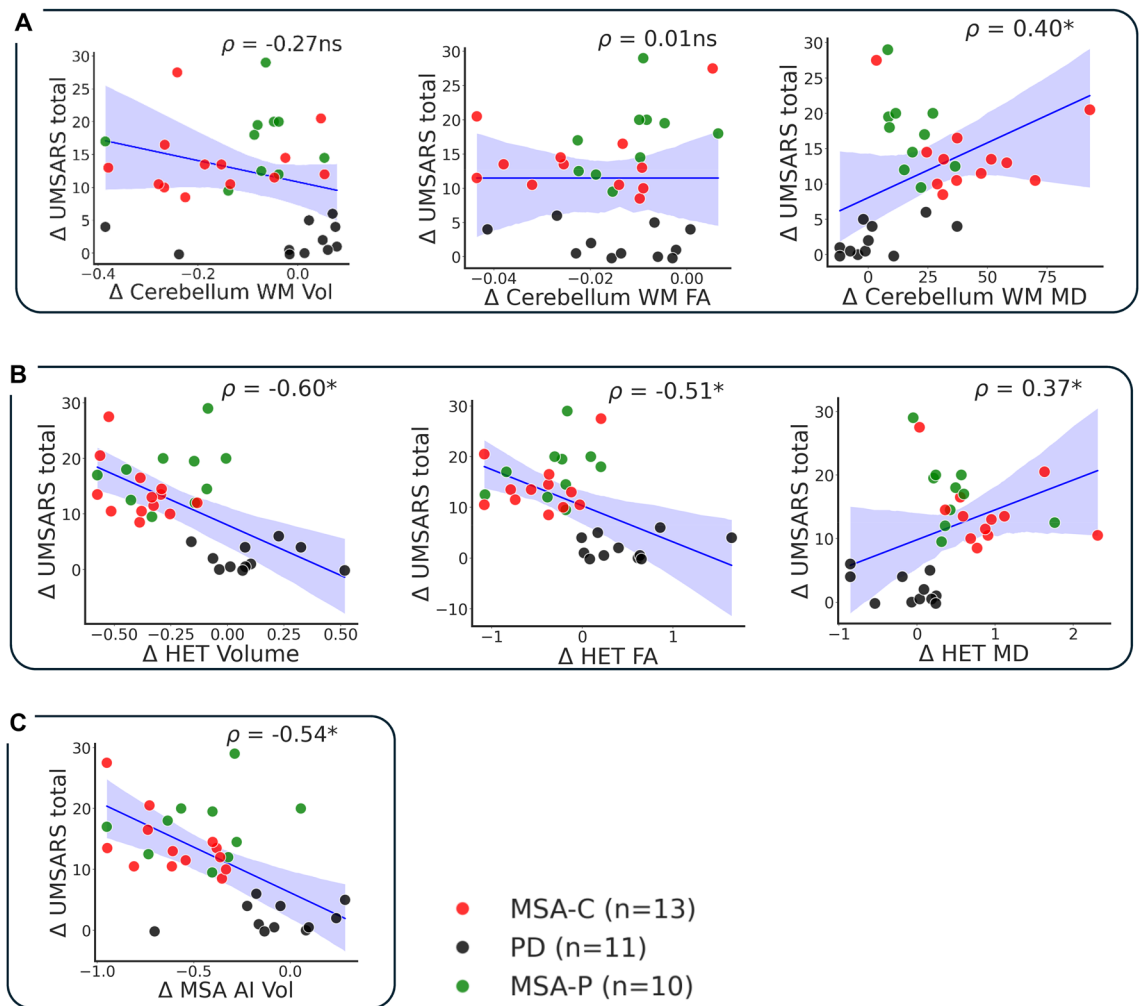 A
ρ = -0.27ns
Δ UMSARS total
30
25
20
15
10
5
0
−0.4 −0.2 0.0
Δ Cerebellum WM Vol
ρ = 0.01ns
Δ UMSARS total
30
25
20
15
10
5
0
−0.04 −0.02 0.00
Δ Cerebellum WM FA
ρ = 0.40*
Δ UMSARS total
30
25
20
15
10
5
0
0 25 50 75
Δ Cerebellum WM MD
B
ρ = -0.60*
Δ UMSARS total
30
20
10
0
−0.50 −0.25 0.00 0.25 0.50
Δ HET Volume
ρ = -0.51*
Δ UMSARS total
30
20
10
0
−10
−1 0 1
Δ HET FA
ρ = 0.37*
Δ UMSARS total
30
20
10
0
−1 0 1 2
Δ HET MD
C
ρ = -0.54*
Δ UMSARS total
30
20
10
0
−1.0 −0.5 0.0
Δ MSA AI Vol
MSA-C (n=13)
PD (n=11)
MSA-P (n=10)